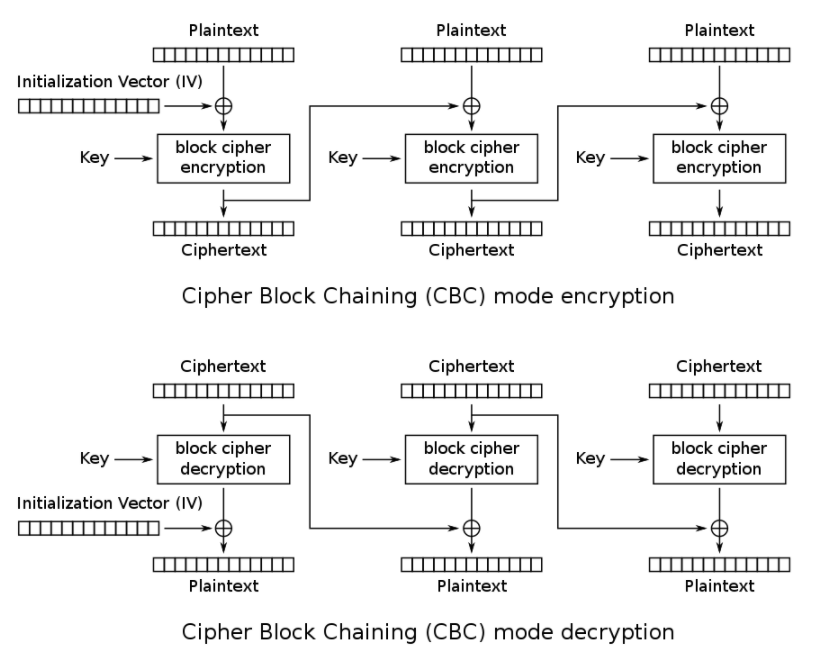 Plaintext
Plaintext
Plaintext
Initialization Vector (IV)
Key
block cipher
encryption
Key
block cipher
encryption
Key
block cipher
encryption
Ciphertext
Ciphertext
Ciphertext
Cipher Block Chaining (CBC) mode encryption
Ciphertext
Ciphertext
Ciphertext
Key
block cipher
decryption
Key
block cipher
decryption
Key
block cipher
decryption
Initialization Vector (IV)
Plaintext
Plaintext
Plaintext
Cipher Block Chaining (CBC) mode decryption